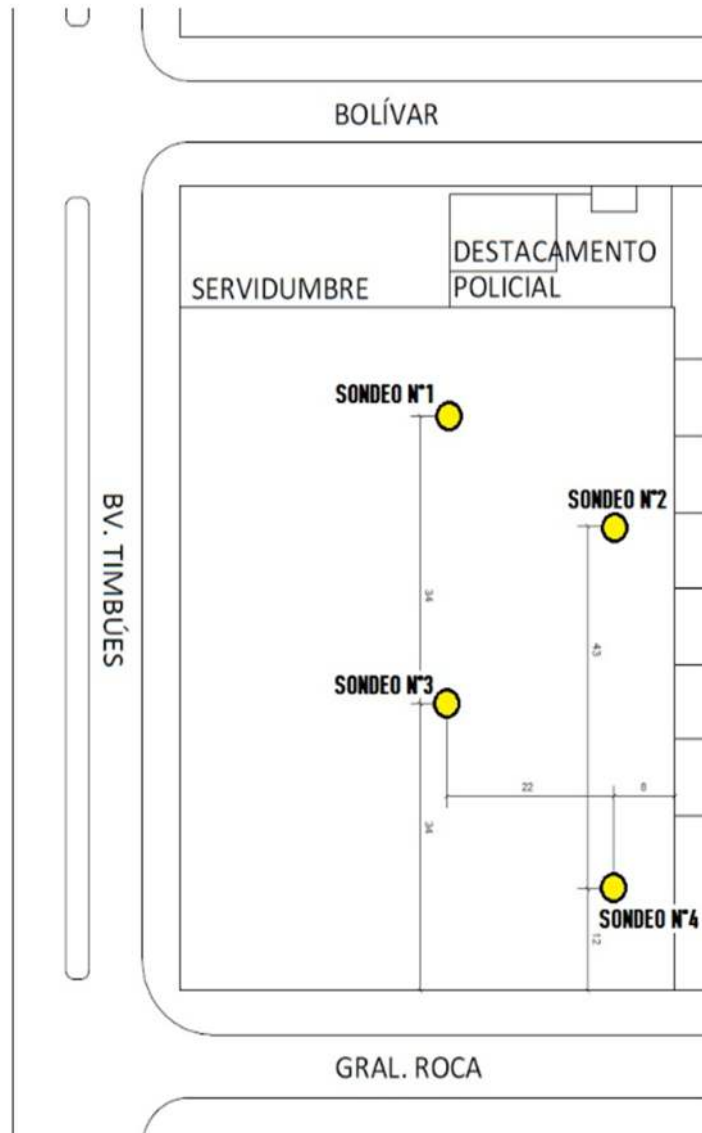 BOLÍVAR
DESTACAMENTO
POLICIAL
SERVIDUMBRE
SONDEO N°1
SONDEO N°2
BV. TIMBÚES
34
43
SONDEO N°3
22
8
34
SONDEO N°4
12
GRAL. ROCA